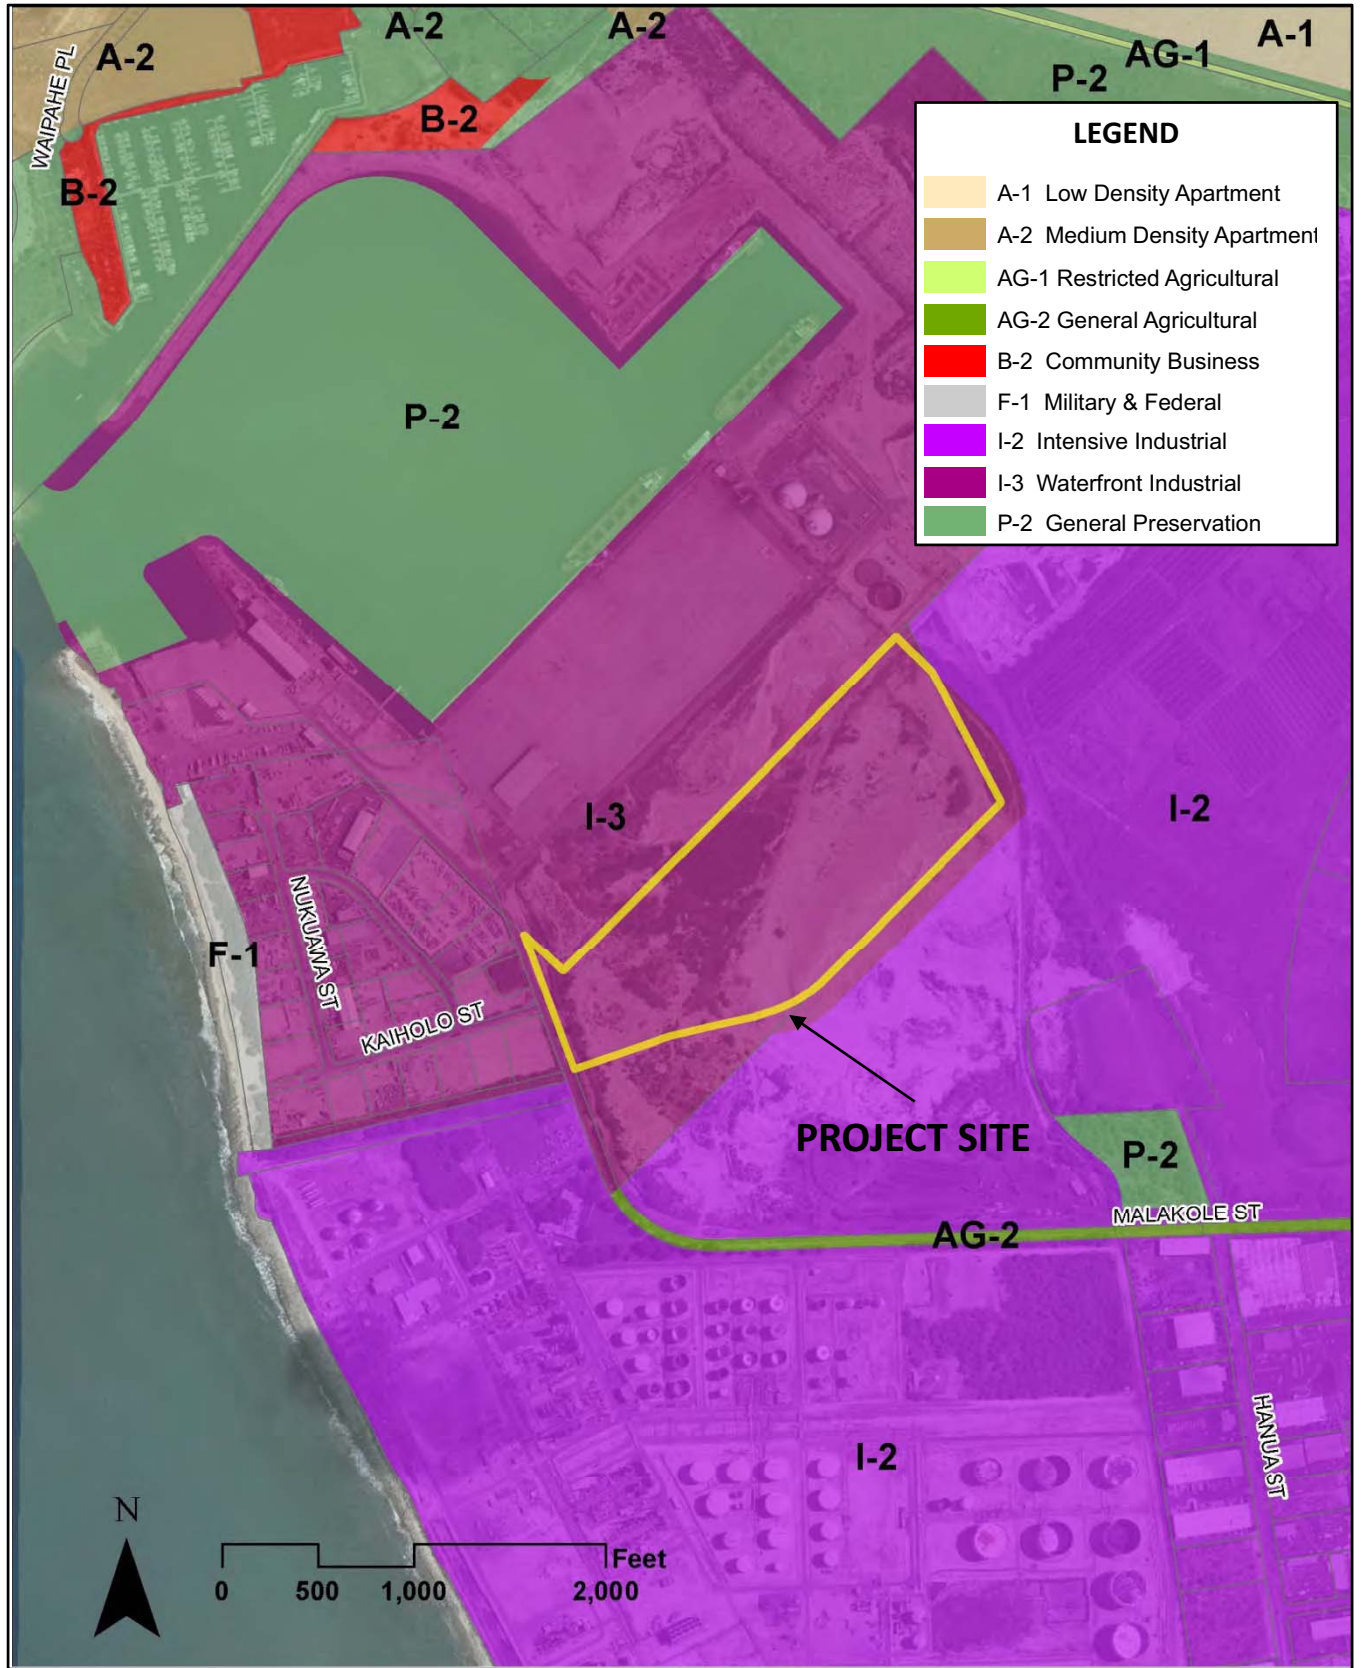 A-2
A-2
A-2
AG-1
A-1
P-2
WAIPAHE PL
B-2
B-2
LEGEND
A-1 Low Density Apartment
A-2 Medium Density Apartment
AG-1 Restricted Agricultural
AG-2 General Agricultural
B-2 Community Business
F-1 Military & Federal
I-2 Intensive Industrial
I-3 Waterfront Industrial
P-2 General Preservation
P-2
I-3
I-2
F-1
NUKUAWA ST
KAIHOLO ST
PROJECT SITE
P-2
MALAKOLE ST
AG-2
HANUA ST
I-2
N
Feet
0 500 1,000 2,000